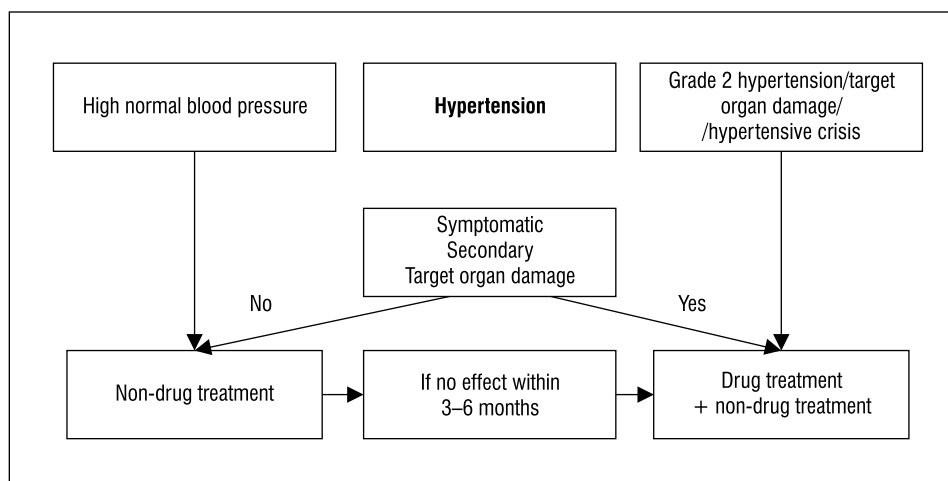 High normal blood pressure
Hypertension
Grade 2 hypertension/target
organ damage/
/hypertensive crisis
Symptomatic
Secondary
Target organ damage
No
Yes
Non-drug treatment
If no effect within
3–6 months
Drug treatment
+ non-drug treatment